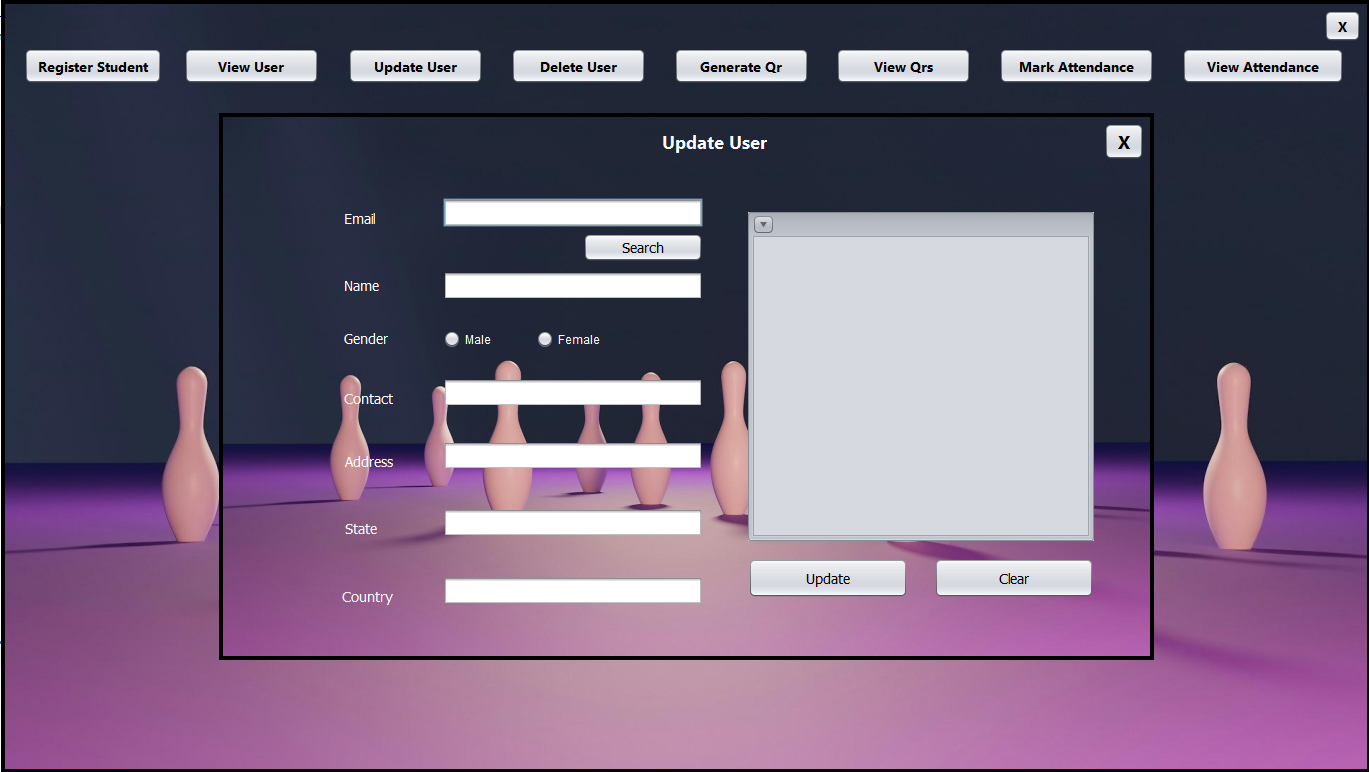 X
Register Student View User Update User Delete User Generate Qr View Qrs Mark Attendance View Attendance
Update User X
Email
Search
Name
Gender Male Female
Contact
Address
State
Country
Update Clear